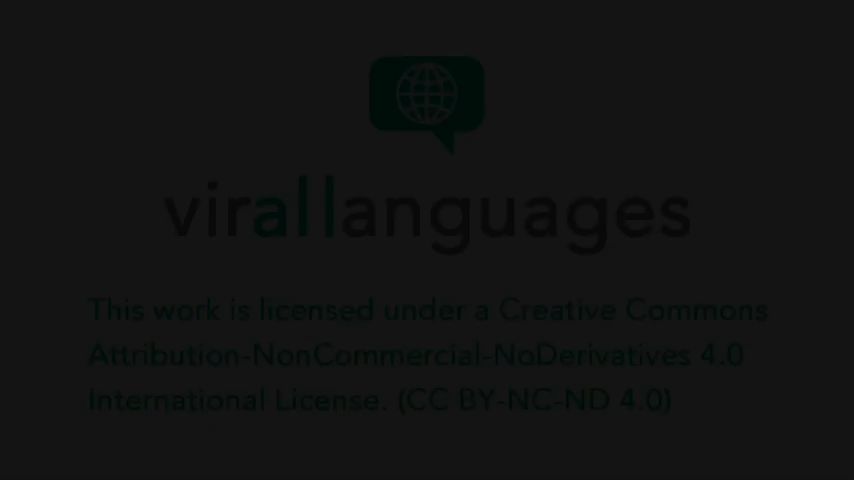 virallanguages
This work is licensed under a Creative Commons
Attribution-NonCommercial-NoDerivatives 4.0
International License. (CC BY-NC-ND 4.0)